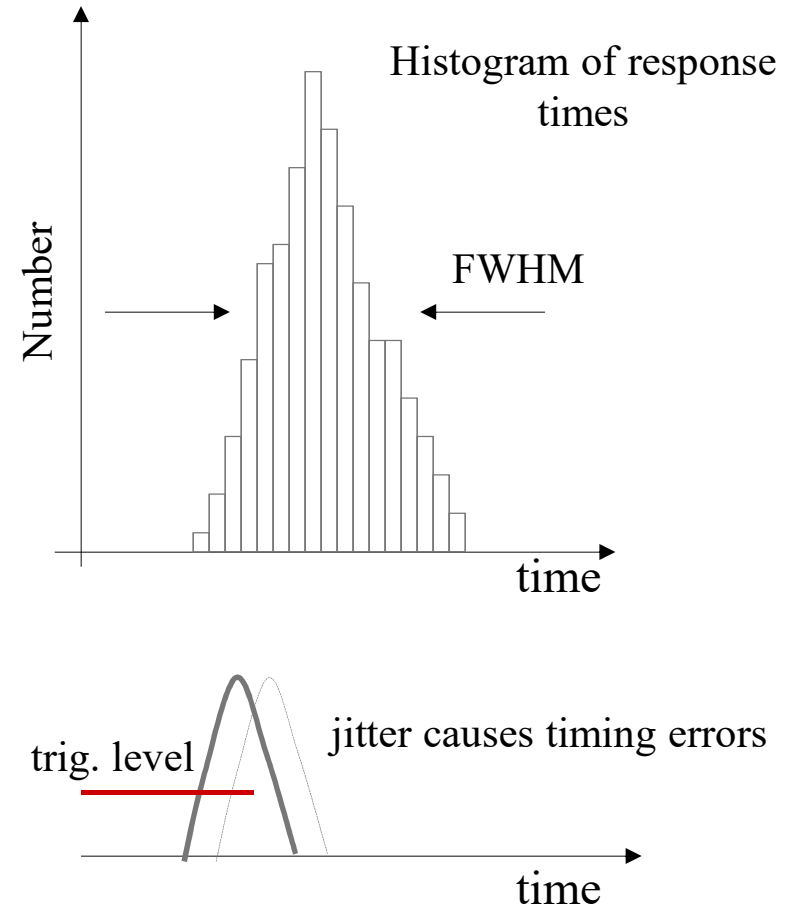 Histogram of response
times
Number
FWHM
time
trig. level
jitter causes timing errors
time